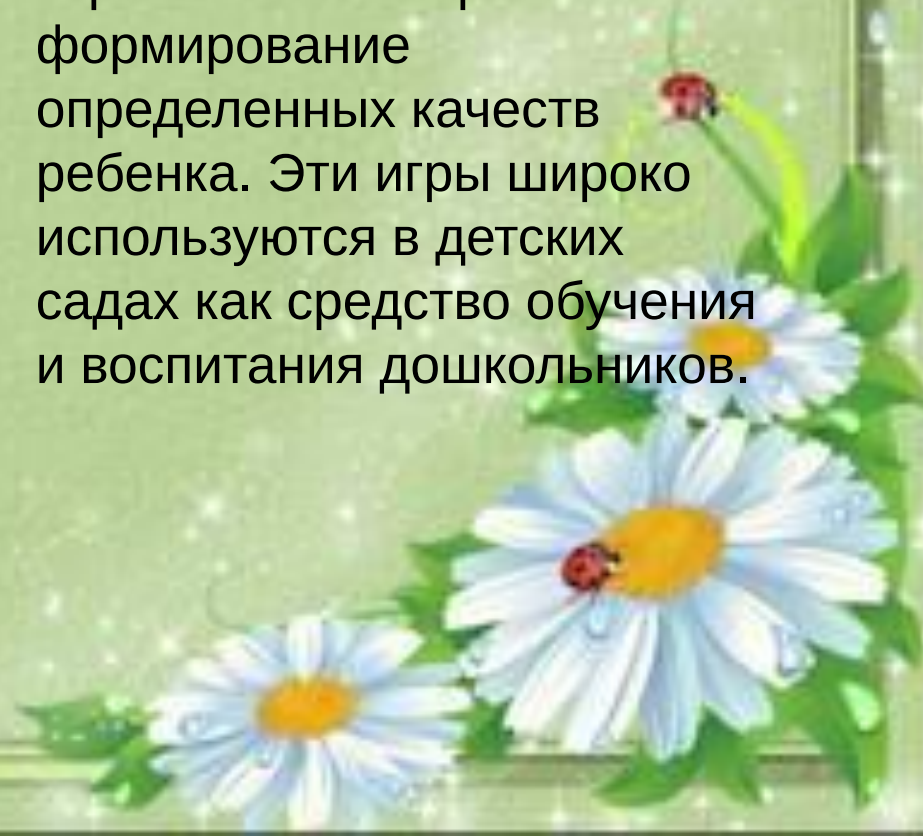 формирование
определенных качеств
ребенка. Эти игры широко
используются в детских
садах как средство обучения
и воспитания дошкольников.